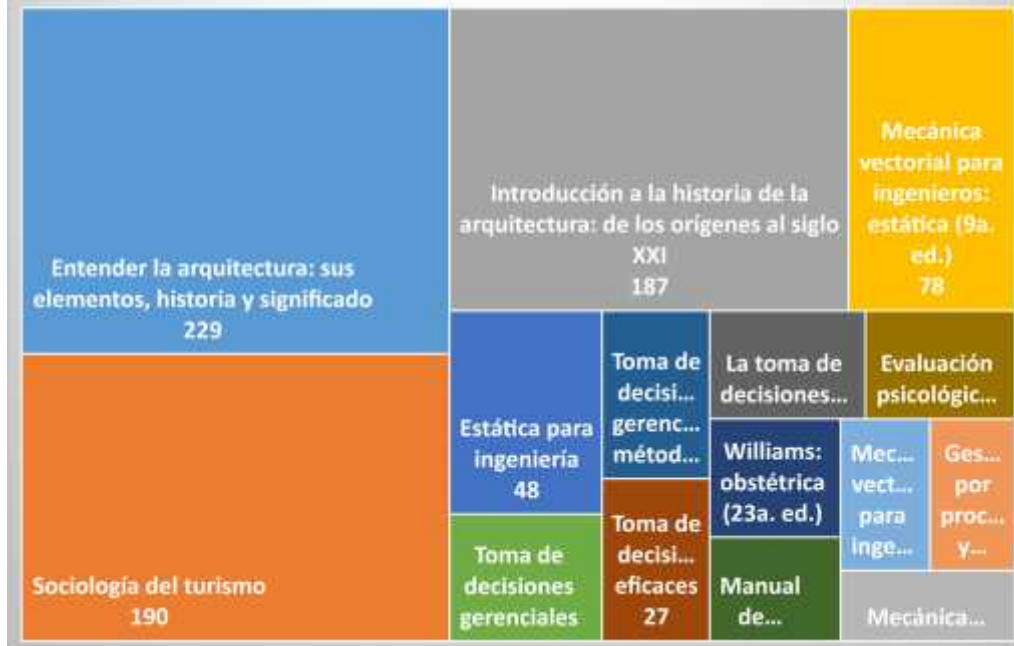 Entender la arquitectura: sus
elementos, historia y significado
229
Sociología del turismo
190
Introducción a la historia de la
arquitectura: de los orígenes al siglo
XXI
187
Mecánica
vectorial para
ingenieros:
estática (9a.
ed.)
78
Estática para
ingeniería
48
Toma de
decisiones
gerenciales
Toma de
decisi...
gerenc...
métod...
Toma de
decisi...
eficaces
27
La toma de
decisiones...
Evaluación
psicológic...
Williams:
obstétrica
(23a. ed.)
Manual
de...
Mec...
vect...
para
inge...
Ges...
por
proc...
y...
Mecánica...